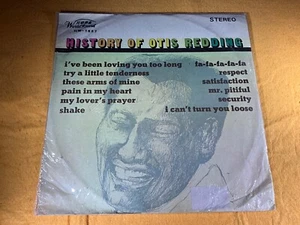 STEREO
HISTORY OF OTIS REDDING
i've been loving you too long
try a little tenderness
these arms of mine
pain in my heart
my lover's prayer
shake
fa-fa-fa-fa-fa
respect
satisfaction
mr. pitiful
security
i can't turn you loose